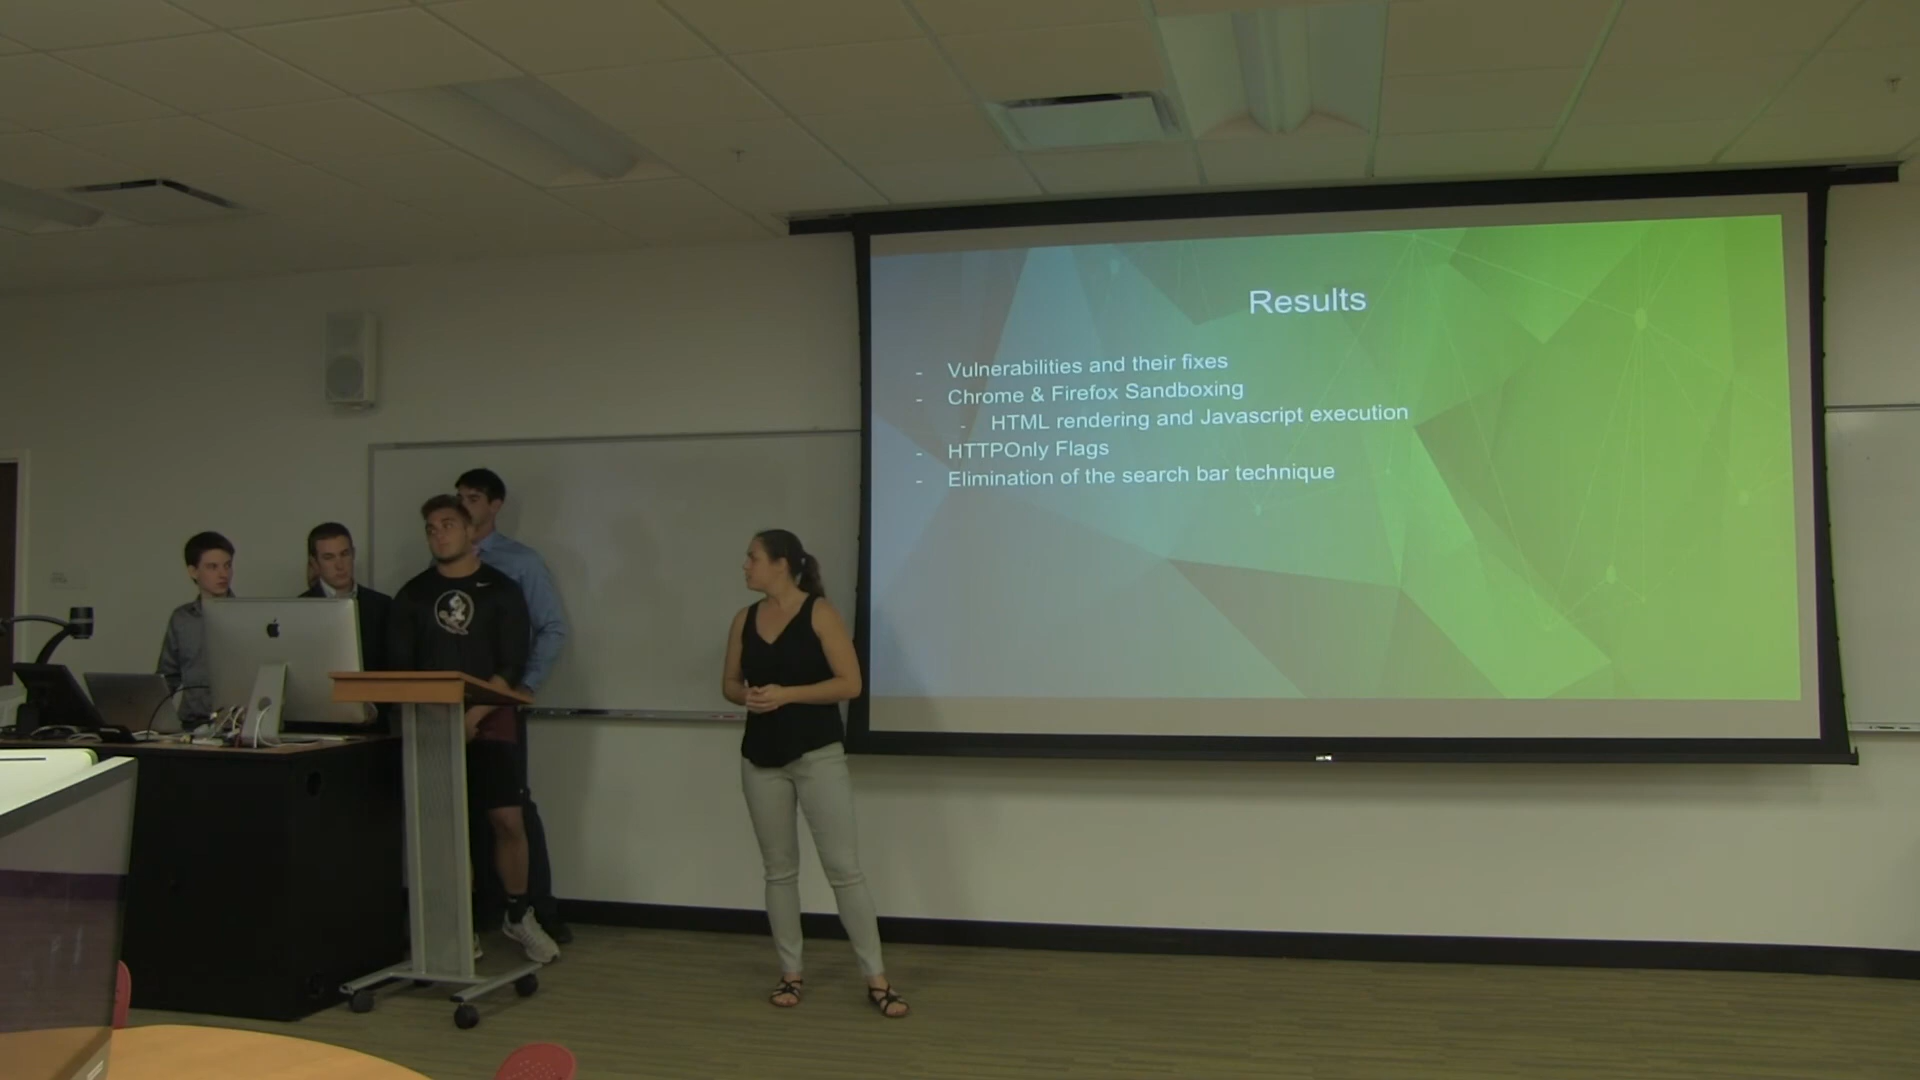 Results
- Vulnerabilities and their fixes
- Chrome & Firefox Sandboxing
- HTML rendering and Javascript execution
- HTTPOnly Flags
- Elimination of the search bar technique